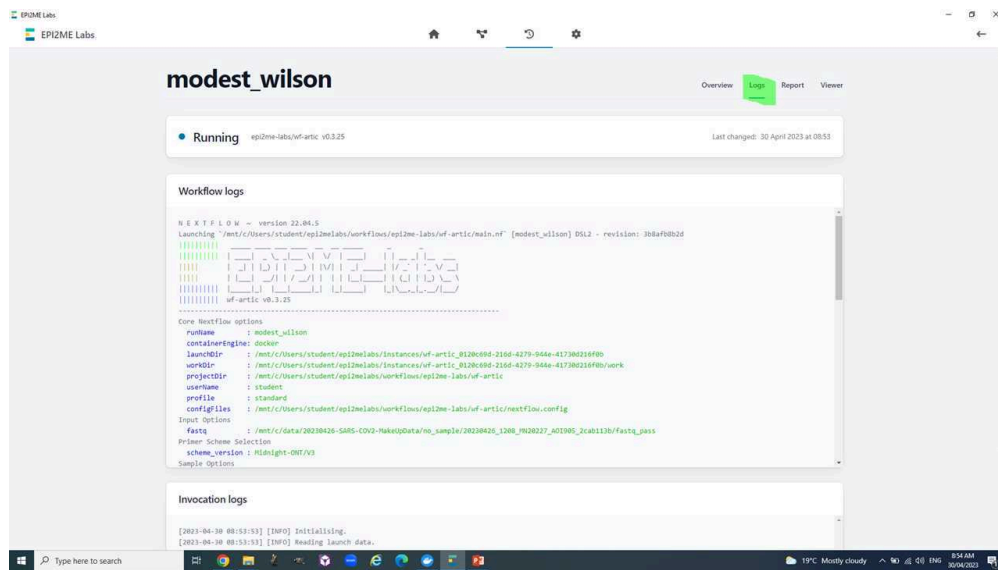 EPI2ME Labs
EPI2ME Labs
modest_wilson
Overview Logs Report Viewer
Running epi2me-labs/wf-artic v0.3.25
Last changed: 30 April 2023 at 08:53
Workflow logs
N E X T F L O W ~ version 22.04.5
Launching `/mnt/c/Users/student/epi2melabs/workflows/epi2me-labs/wf-artic/main.nf` [modest_wilson] DSL2 - revision: 3b8afb8b2d
wf-artic v0.3.25
Core Nextflow options
runName : modest_wilson
containerEngine: docker
launchDir : /mnt/c/Users/student/epi2melabs/instances/wf-artic_0120c69d-216d-4279-944e-41730d216f0b
workDir : /mnt/c/Users/student/epi2melabs/instances/wf-artic_0120c69d-216d-4279-944e-41730d216f0b/work
projectDir : /mnt/c/Users/student/epi2melabs/workflows/epi2me-labs/wf-artic
userName : student
profile : standard
configFiles : /mnt/c/Users/student/epi2melabs/workflows/epi2me-labs/wf-artic/nextflow.config
Input Options
fastq : /mnt/c/data/20230426-SARS-COV2-MakeUpData/no_sample/20230426_1208_MN20227_AOI905_2cab113b/fastq_pass
Primer Scheme Selection
scheme_version : Midnight-ONT/V3
Sample Options
Invocation logs
[2023-04-30 08:53:53] [INFO] Initialising.
[2023-04-30 08:53:53] [INFO] Reading launch data.
Type here to search
19°C Mostly cloudy
ENG
8:54 AM
30/04/2023